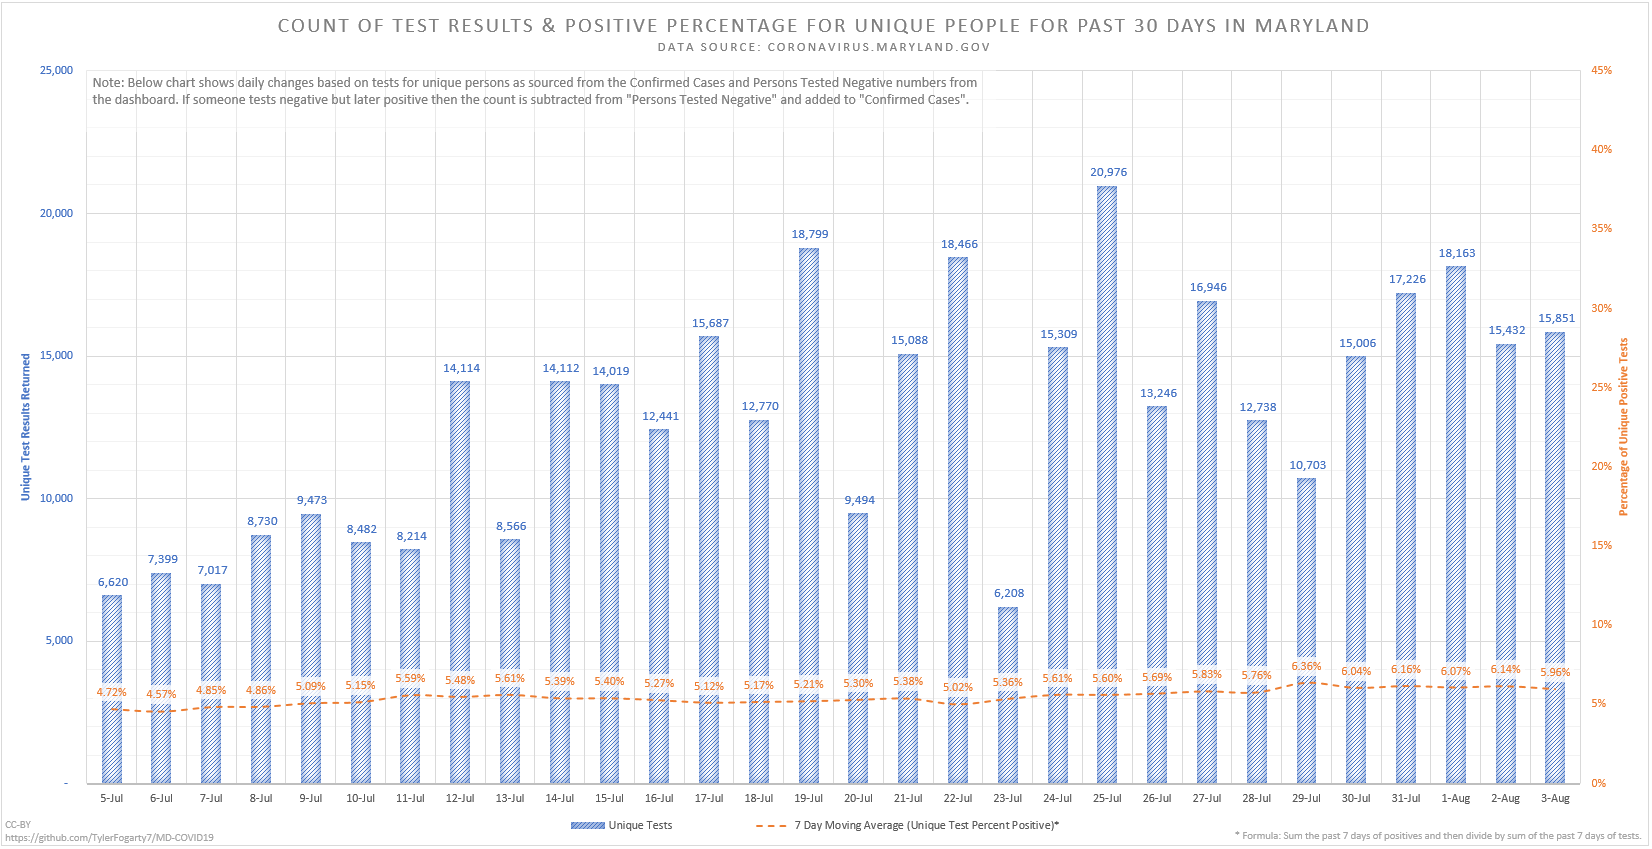 COUNT OF TEST RESULTS & POSITIVE PERCENTAGE FOR UNIQUE PEOPLE FOR PAST 30 DAYS IN MARYLAND
DATA SOURCE: CORONAVIRUS.MARYLAND.GOV
Note: Below chart shows daily changes based on tests for unique persons as sourced from the Confirmed Cases and Persons Tested Negative numbers from
the dashboard. If someone tests negative but later positive then the count is subtracted from "Persons Tested Negative" and added to "Confirmed Cases".
Unique Test Results Returned
25,000
20,000
15,000
10,000
5,000
-
6,620
7,399
7,017
8,730
9,473
8,482
8,214
14,114
8,566
14,112
14,019
12,441
15,687
12,770
18,799
9,494
15,088
18,466
6,208
15,309
20,976
13,246
16,946
12,738
10,703
15,006
17,226
18,163
15,432
15,851
4.72%
4.57%
4.85%
4.86%
5.09%
5.15%
5.59%
5.48%
5.61%
5.39%
5.40%
5.27%
5.12%
5.17%
5.21%
5.30%
5.38%
5.02%
5.36%
5.61%
5.60%
5.69%
5.83%
5.76%
6.36%
6.04%
6.16%
6.07%
6.14%
5.96%
45%
40%
35%
30%
25%
20%
15%
10%
5%
0%
Percentage of Unique Positive Tests
5-Jul
6-Jul
7-Jul
8-Jul
9-Jul
10-Jul
11-Jul
12-Jul
13-Jul
14-Jul
15-Jul
16-Jul
17-Jul
18-Jul
19-Jul
20-Jul
21-Jul
22-Jul
23-Jul
24-Jul
25-Jul
26-Jul
27-Jul
28-Jul
29-Jul
30-Jul
31-Jul
1-Aug
2-Aug
3-Aug
Unique Tests
7 Day Moving Average (Unique Test Percent Positive)*
CC-BY
https://github.com/TylerFogarty7/MD-COVID19
* Formula: Sum the past 7 days of positives and then divide by sum of the past 7 days of tests.